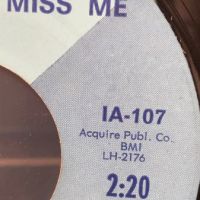 MISS ME
IA-107
Acquire Publ. Co.
BMI
LH-2176
2:20